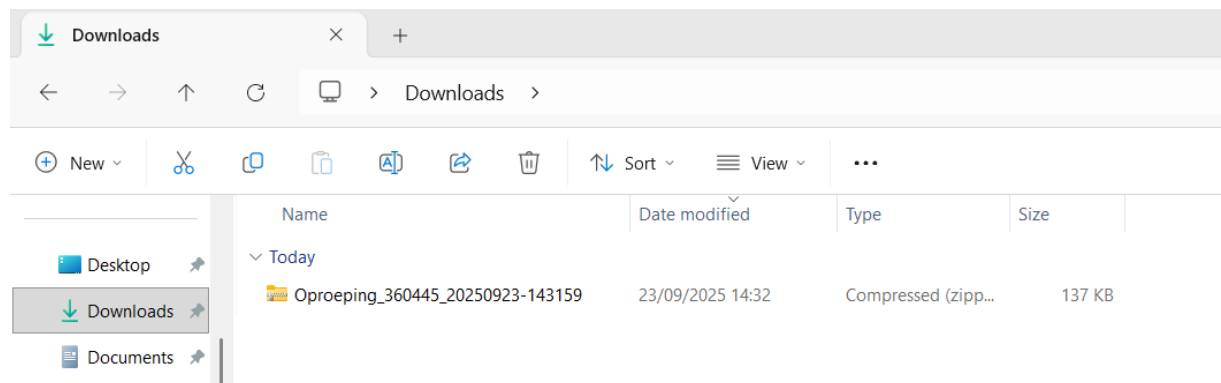 Downloads
Downloads
New
Sort
View
Name Date modified Type Size
Today
Desktop
Oproeping_360445_20250923-143159 23/09/2025 14:32 Compressed (zipp... 137 KB
Downloads
Documents